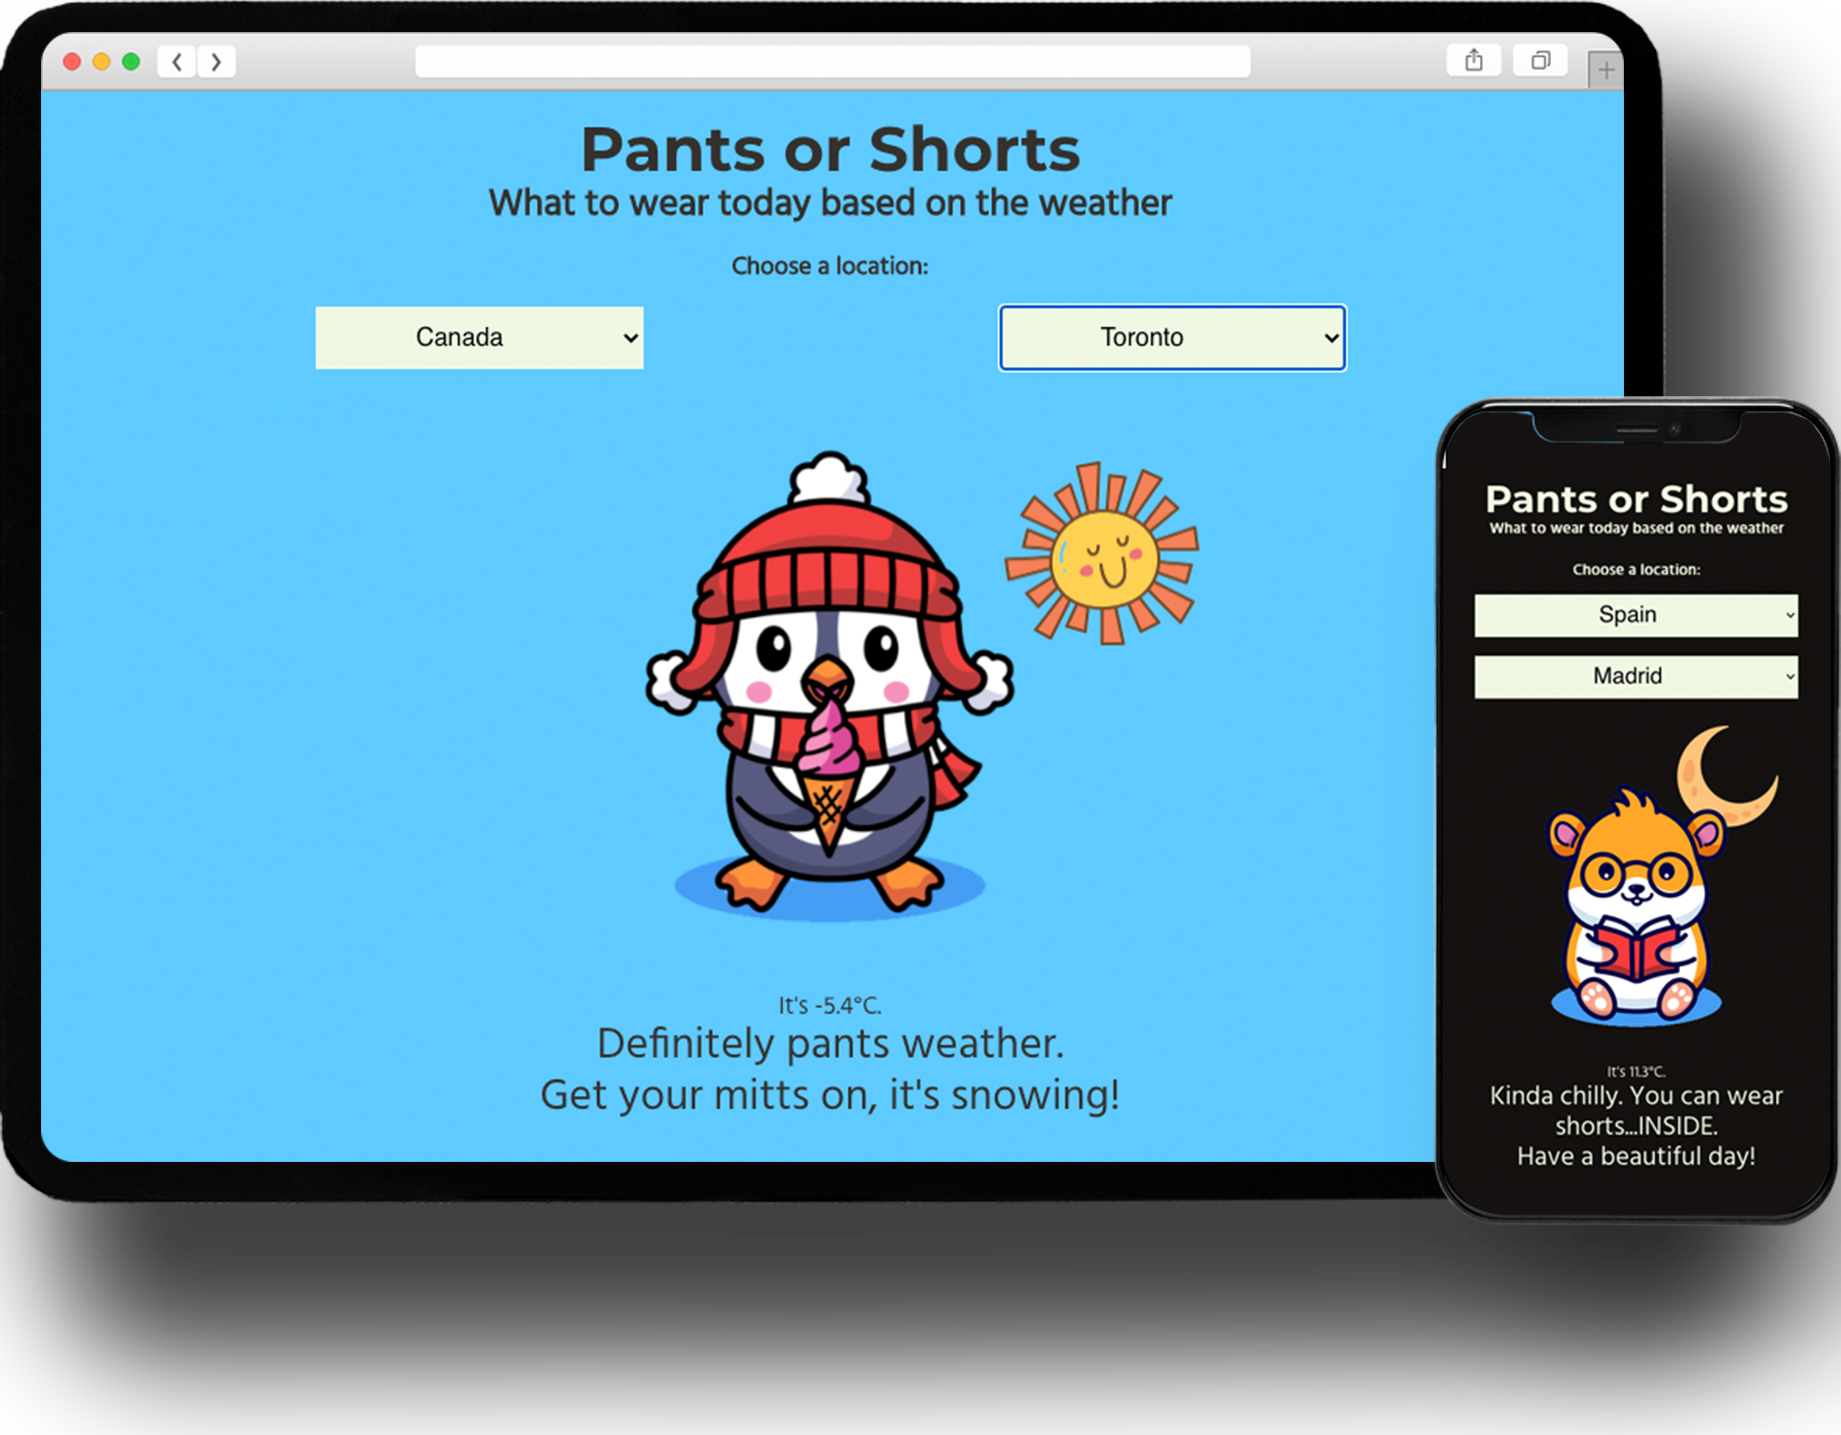 Pants or Shorts
What to wear today based on the weather
Choose a location:
Canada
Toronto
It's -5.4°C.
Definitely pants weather.
Get your mitts on, it's snowing!
Pants or Shorts
What to wear today based on the weather
Choose a location:
Spain
Madrid
It's 11.3°C.
Kinda chilly. You can wear
shorts...INSIDE.
Have a beautiful day!